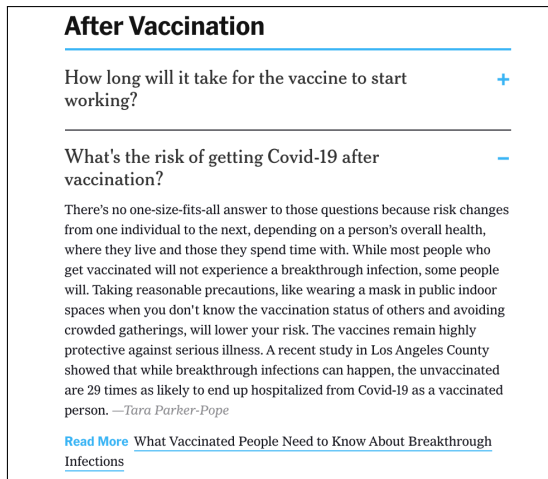 After Vaccination
How long will it take for the vaccine to start
working?
What's the risk of getting Covid-19 after
vaccination?
There's no one-size-fits-all answer to those questions because risk changes
from one individual to the next, depending on a person's overall health,
where they live and those they spend time with. While most people who
get vaccinated will not experience a breakthrough infection, some people
will. Taking reasonable precautions, like wearing a mask in public indoor
spaces when you don't know the vaccination status of others and avoiding
crowded gatherings, will lower your risk. The vaccines remain highly
protective against serious illness. A recent study in Los Angeles County
showed that while breakthrough infections can happen, the unvaccinated
are 29 times as likely to end up hospitalized from Covid-19 as a vaccinated
person. —Tara Parker-Pope
Read More What Vaccinated People Need to Know About Breakthrough
Infections